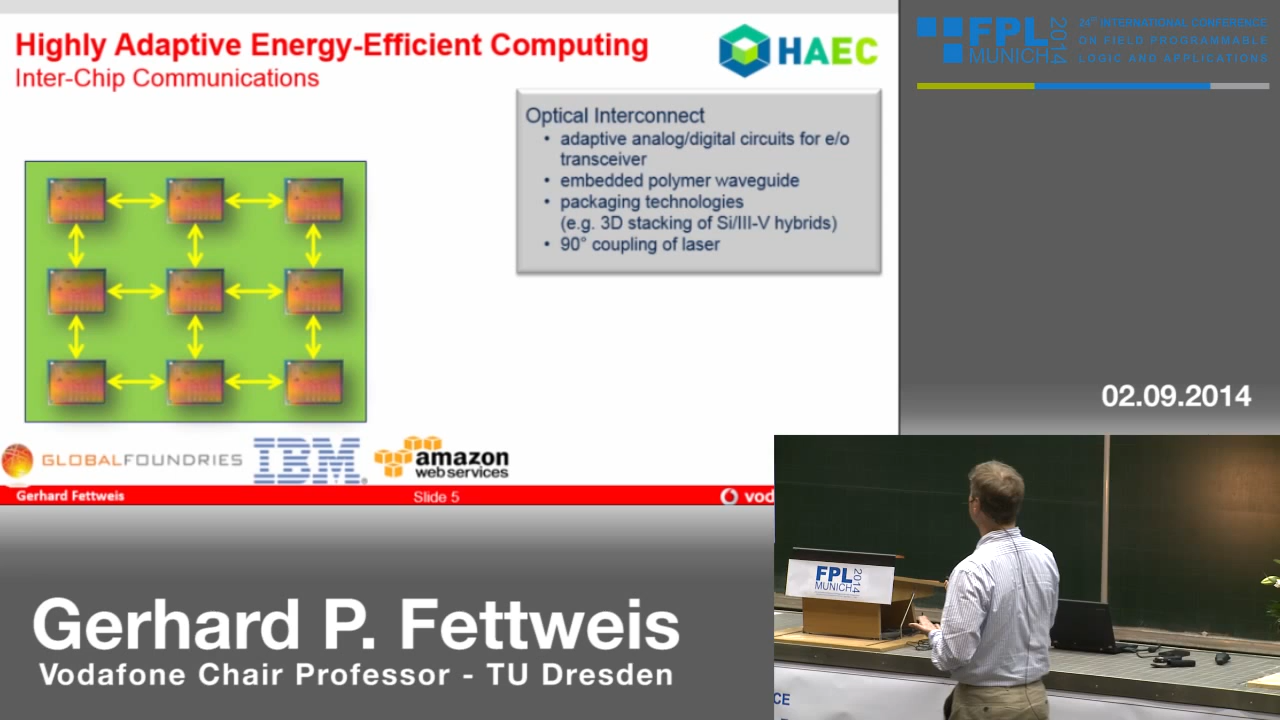 Highly Adaptive Energy-Efficient Computing
Inter-Chip Communications
HAEC
Optical Interconnect
• adaptive analog/digital circuits for e/o
transceiver
• embedded polymer waveguide
• packaging technologies
(e.g. 3D stacking of Si/III-V hybrids)
• 90° coupling of laser
GLOBALFOUNDRIES
IBM®
amazon
web services
Gerhard Fettweis
Slide 5
vod
FPL
MUNICH
2014
24st INTERNATIONAL CONFERENCE
ON FIELD PROGRAMMABLE
LOGIC AND APPLICATIONS
02.09.2014
FPL
MUNICH
2014
CE
Gerhard P. Fettweis
Vodafone Chair Professor - TU Dresden